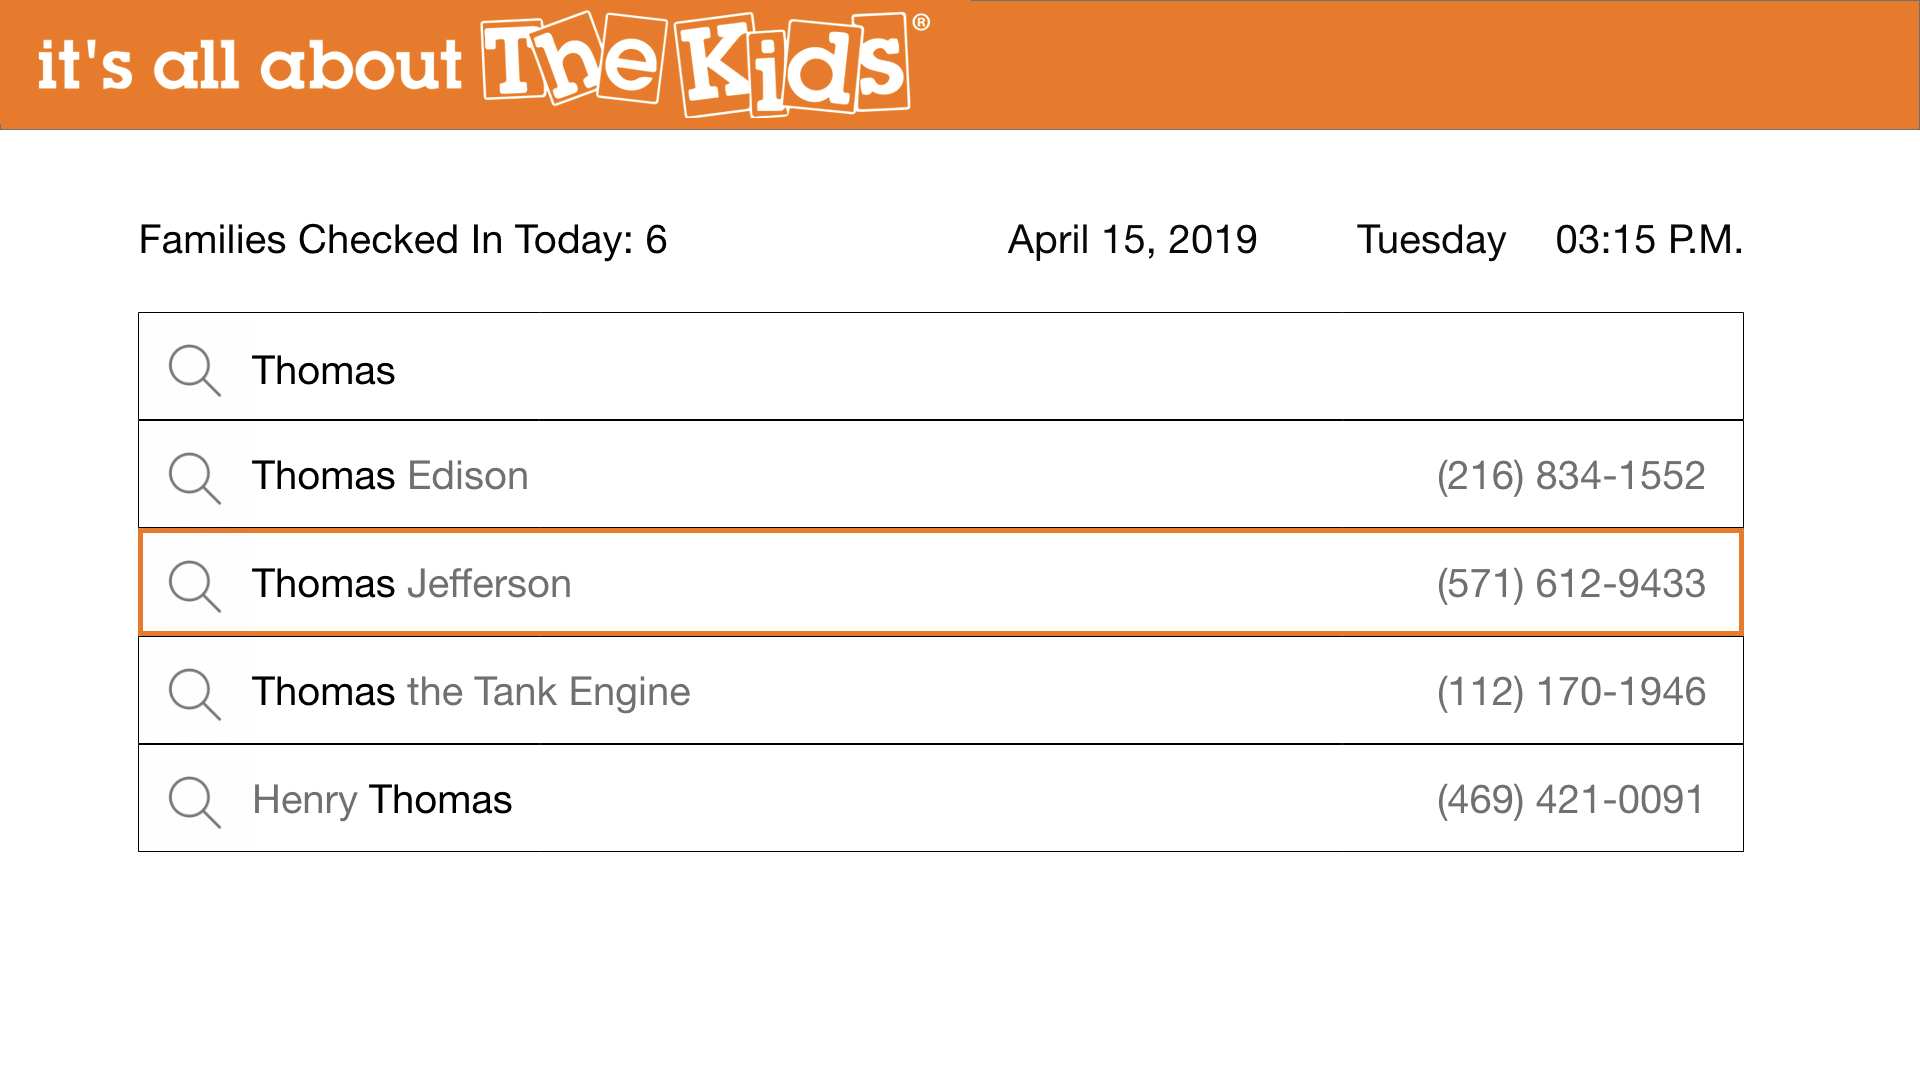 it's all about The Kids®
Families Checked In Today: 6 April 15, 2019 Tuesday 03:15 P.M.
Thomas
Thomas Edison (216) 834-1552
Thomas Jefferson (571) 612-9433
Thomas the Tank Engine (112) 170-1946
Henry Thomas (469) 421-0091